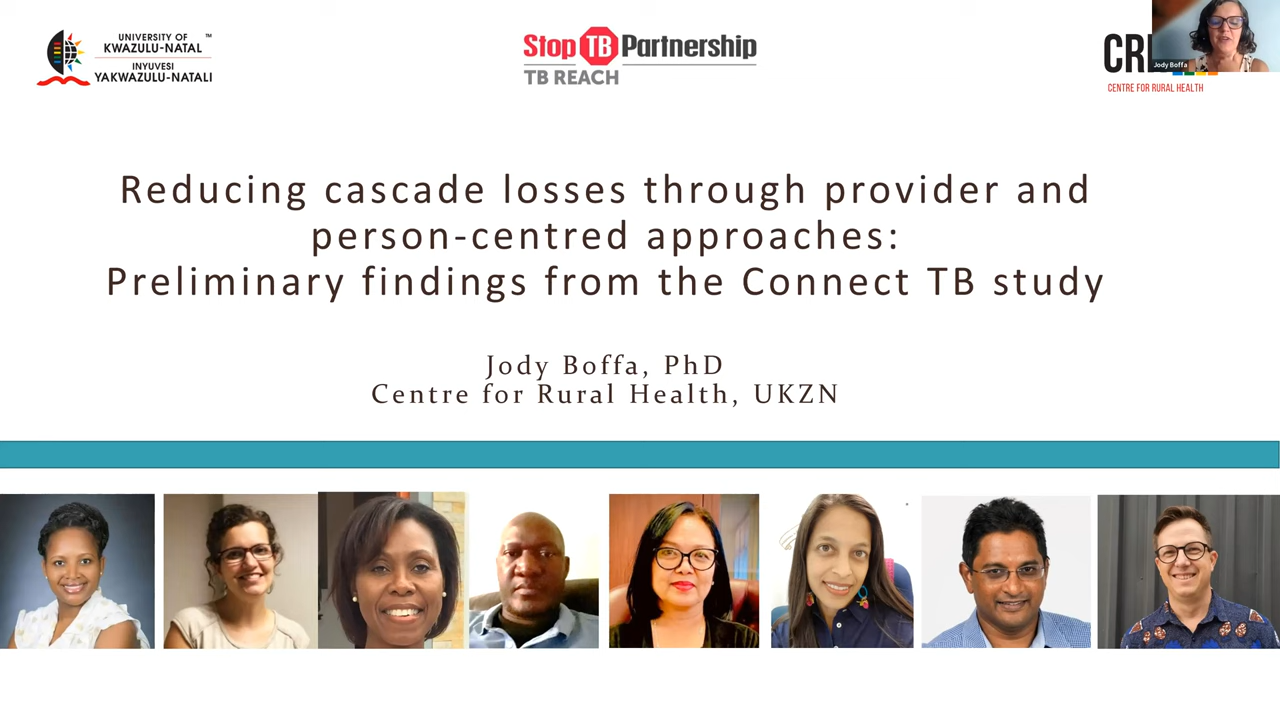 UNIVERSITY OF ™
KWAZULU-NATAL
INYUVESI
YAKWAZULU-NATALI
Stop TB Partnership
TB REACH
Jody Boffa
CENTRE FOR RURAL HEALTH
Reducing cascade losses through provider and
person-centred approaches:
Preliminary findings from the Connect TB study
Jody Boffa, PhD
Centre for Rural Health, UKZN